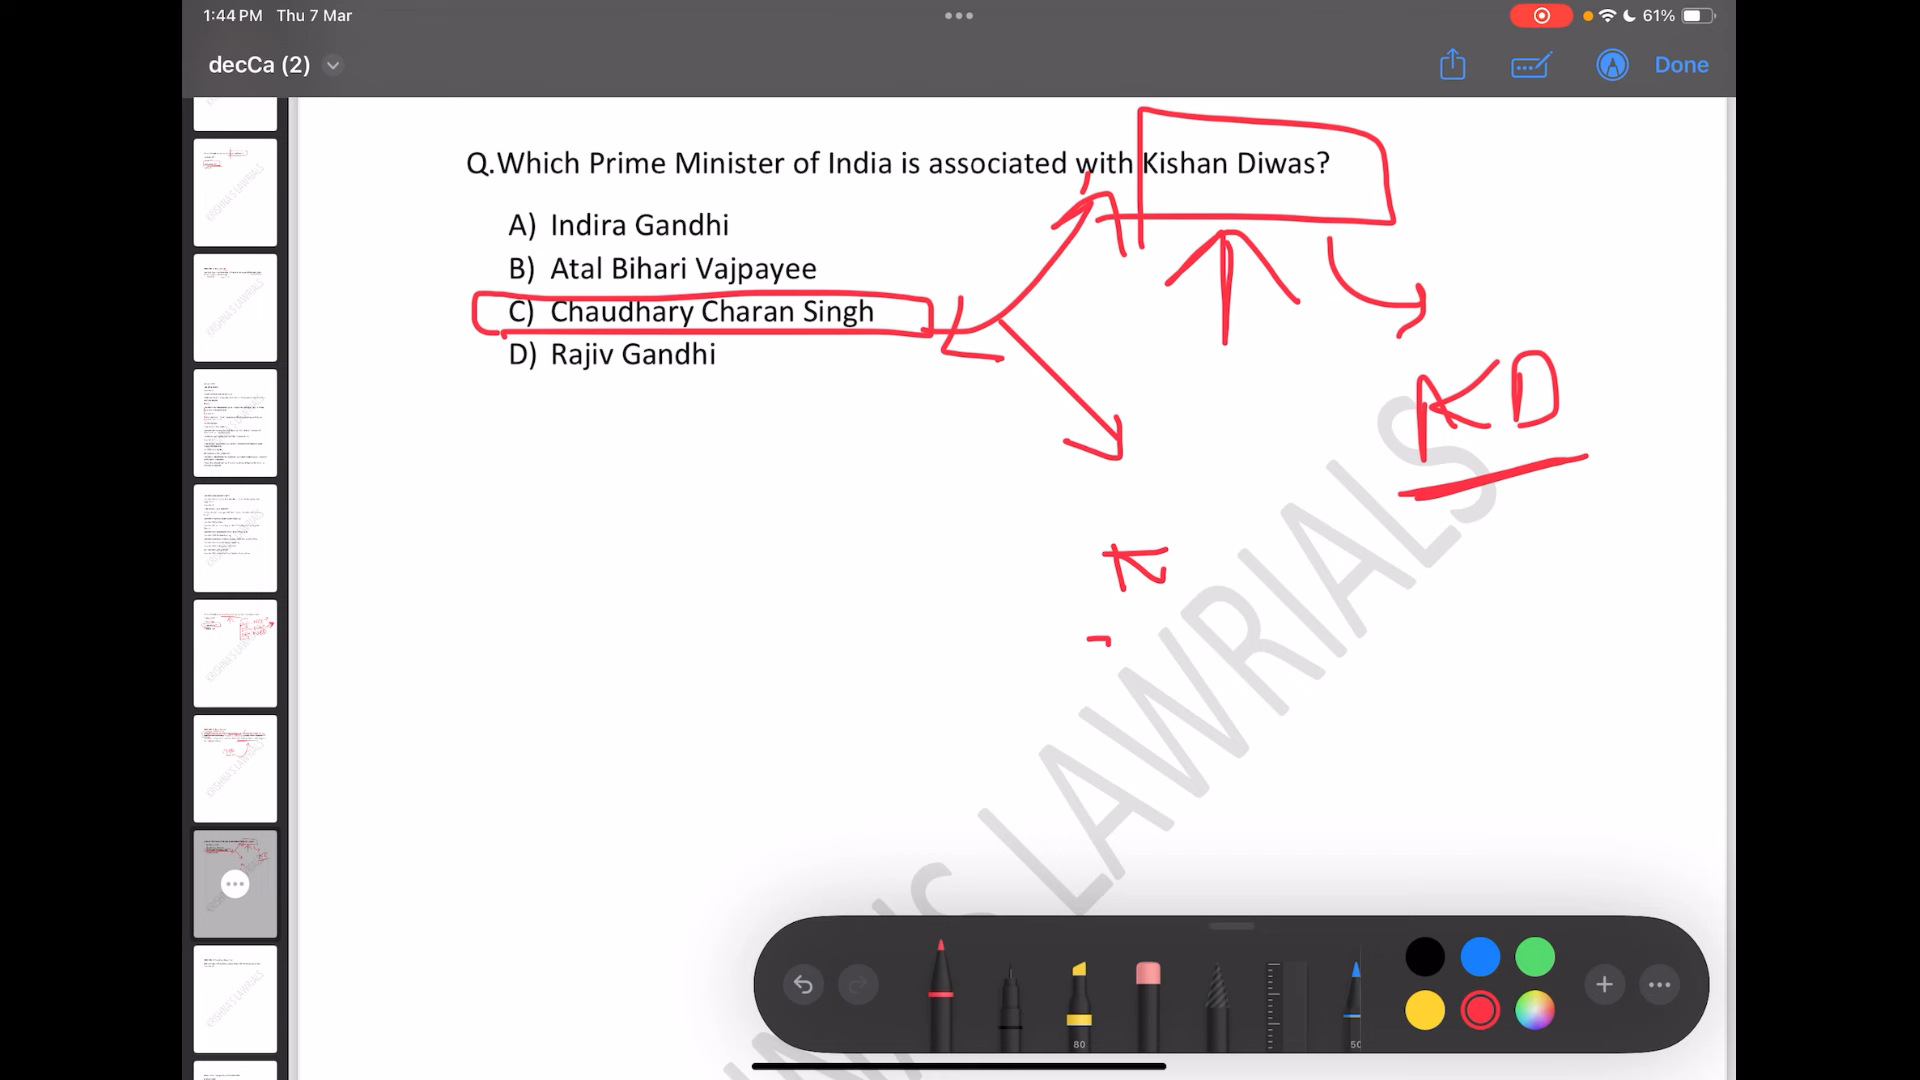 1:44 PM Thu 7 Mar
61%
decCa (2)
Done
Q.Which Prime Minister of India is associated with Kishan Diwas?
A) Indira Gandhi
B) Atal Bihari Vajpayee
C) Chaudhary Charan Singh
D) Rajiv Gandhi
KD
LAWRIALS
80
50